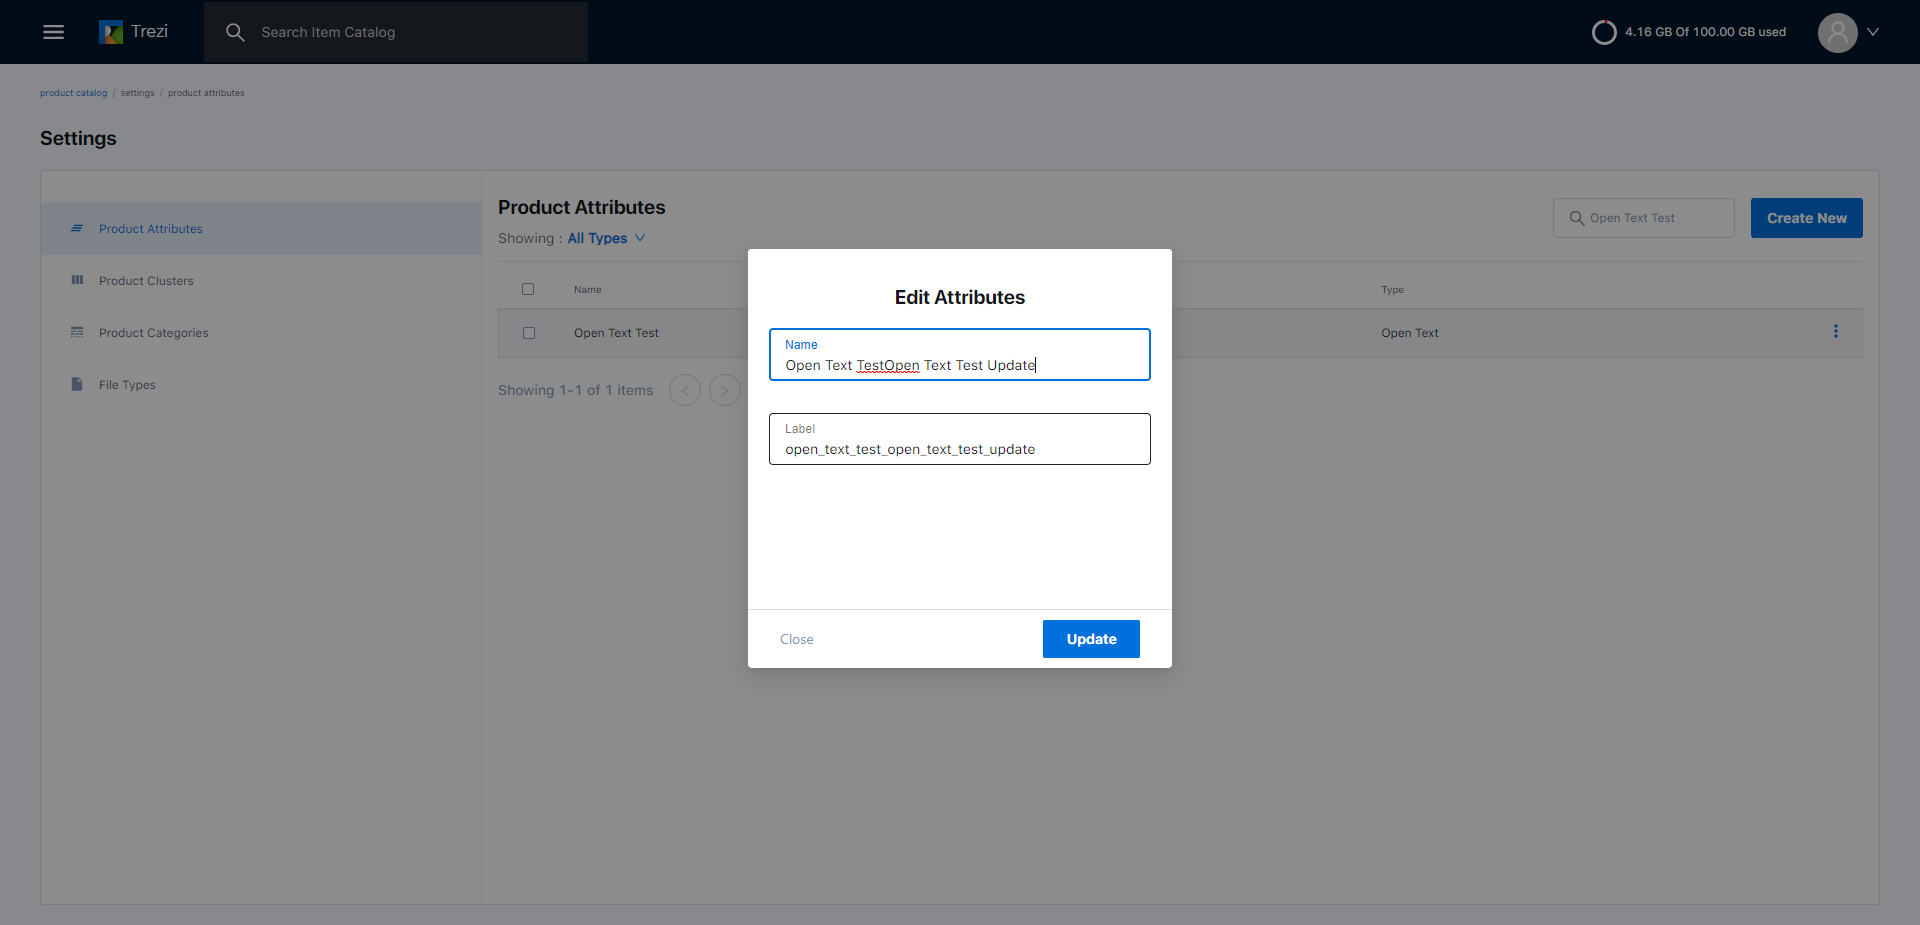 Trezi
Search Item Catalog
4.16 GB Of 100.00 GB used
product catalog / settings / product attributes
Settings
Product Attributes
Product Clusters
Product Categories
File Types
Product Attributes
Showing : All Types
Open Text Test
Create New
Name
Type
Open Text Test
Open Text
Showing 1-1 of 1 items
Edit Attributes
Name
Open Text TestOpen Text Test Update
Label
open_text_test_open_text_test_update
Close
Update